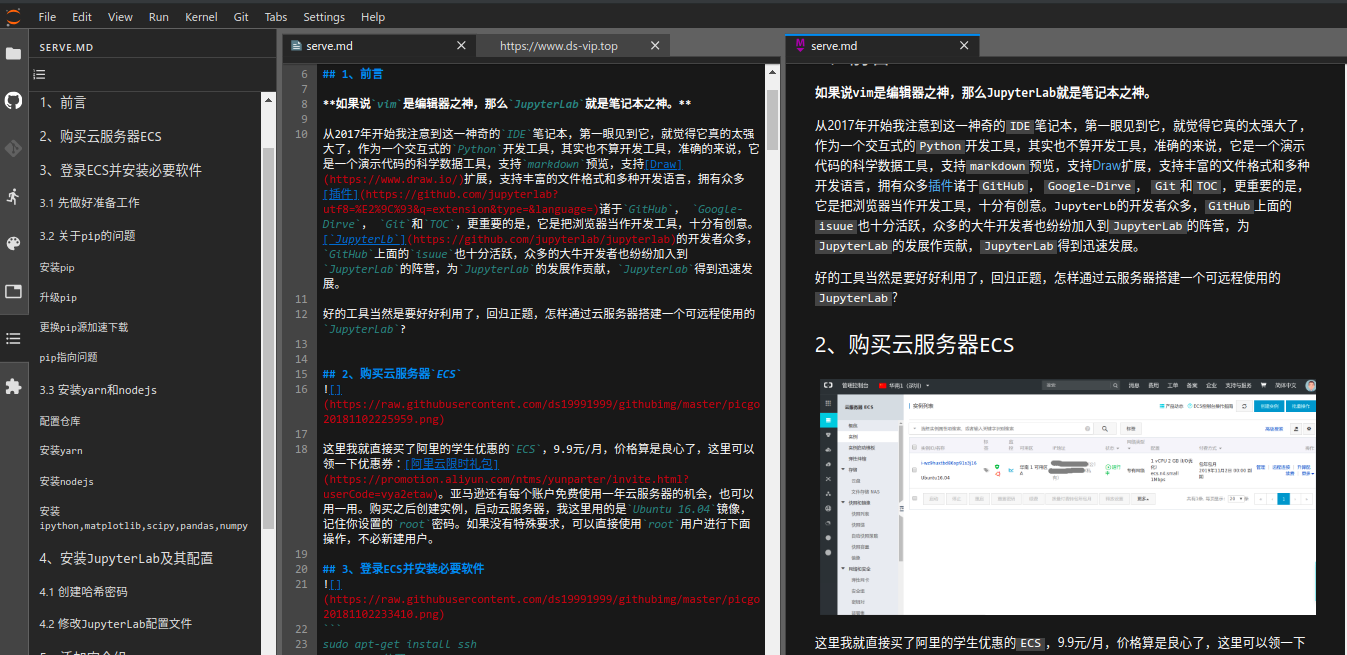 File Edit View Run Kernel Git Tabs Settings Help
SERVE.MD
1、前言
2、购买云服务器ECS
3、登录ECS并安装必要软件
3.1 先做好准备工作
3.2 关于pip的问题
安装pip
升级pip
更换pip源加速下载
pip指向问题
3.3 安装yarn和nodejs
配置仓库
安装yarn
安装nodejs
安装
ipython,matplotlib,scipy,pandas,numpy
4、安装JupyterLab及其配置
4.1 创建哈希密码
4.2 修改JupyterLab配置文件
serve.md
https://www.ds-vip.top
6 ## 1、前言
7
8 **如果说`vim`是编辑器之神，那么`JupyterLab`就是笔记本之神。**
9
10 从2017年开始我注意到这一神奇的`IDE`笔记本，第一眼见到它，就觉得它真的太强
大了，作为一个交互式的`Python`开发工具，其实也不算开发工具，准确的来说，它
是一个演示代码的科学数据工具，支持`markdown`预览，支持[Draw]
(https://www.draw.io/)扩展，支持丰富的文件格式和多种开发语言，拥有众多
[插件](https://github.com/jupyterlab?
utf8=%E2%9C%93&q=extension&type=&language=)诸于`GitHub`， `Google-
Dirve`， `Git`和`TOC`，更重要的是，它是把浏览器当作开发工具，十分有创意。
[`JupyterLb`](https://github.com/jupyterlab/jupyterlab)的开发者众多，
`GitHub`上面的`isuue`也十分活跃，众多的大牛开发者也纷纷加入到
`JupyterLab`的阵营，为`JupyterLab`的发展作贡献，`JupyterLab`得到迅速发
展。
11
12 好的工具当然是要好好利用了，回归正题，怎样通过云服务器搭建一个可远程使用的
`JupyterLab`？
13
14
15 ## 2、购买云服务器`ECS`
16 ![]
(https://raw.githubusercontent.com/ds19991999/githubimg/master/picgo
20181102225959.png)
17
18 这里我就直接买了阿里的学生优惠的`ECS`，9.9元/月，价格算是良心了，这里可以
领一下优惠券：[阿里云限时礼包]
(https://promotion.aliyun.com/ntms/yunparter/invite.html?
userCode=vya2etaw)。亚马逊还有每个账户免费使用一年云服务器的机会，也可以
用一用。购买之后创建实例，启动云服务器，我这里用的是`Ubuntu 16.04`镜像，
记住你设置的`root`密码。如果没有特殊要求，可以直接使用`root`用户进行下面
操作，不必新建用户。
19
20 ## 3、登录ECS并安装必要软件
21 ![]
(https://raw.githubusercontent.com/ds19991999/githubimg/master/picgo
20181102233410.png)
22 ```
23 sudo apt-get install ssh
serve.md
如果说vim是编辑器之神，那么JupyterLab就是笔记本之神。
从2017年开始我注意到这一神奇的IDE笔记本，第一眼见到它，就觉得它真的太强大了，
作为一个交互式的Python开发工具，其实也不算开发工具，准确的来说，它是一个演示
代码的科学数据工具，支持markdown预览，支持Draw扩展，支持丰富的文件格式和多种
开发语言，拥有众多插件诸于GitHub， Google-Dirve， Git和TOC，更重要的是，
它是把浏览器当作开发工具，十分有创意。JupyterLb的开发者众多，GitHub上面的
isuue也十分活跃，众多的大牛开发者也纷纷加入到JupyterLab的阵营，为
JupyterLab的发展作贡献，JupyterLab得到迅速发展。
好的工具当然是要好好利用了，回归正题，怎样通过云服务器搭建一个可远程使用的
JupyterLab？
2、购买云服务器ECS
管理控制台
云服务器 ECS
实例列表
Ubuntu16.04
这里我就直接买了阿里的学生优惠的ECS，9.9元/月，价格算是良心了，这里可以领一下